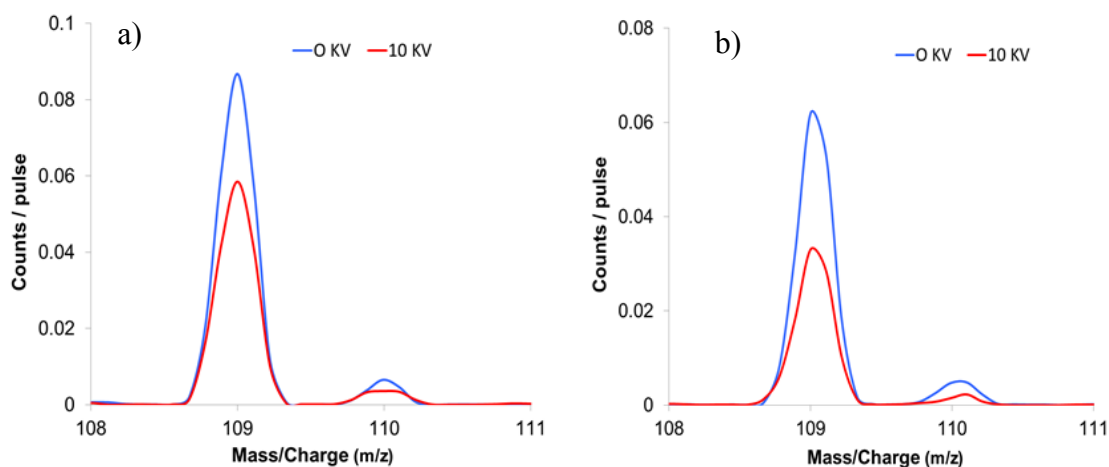 a)
O KV 10 KV
0.1
0.08
0.06
0.04
0.02
0
108 109 110 111
Counts / pulse
Mass/Charge (m/z)
b)
O KV 10 KV
0.08
0.06
0.04
0.02
0
108 109 110 111
Counts / pulse
Mass/Charge (m/z)